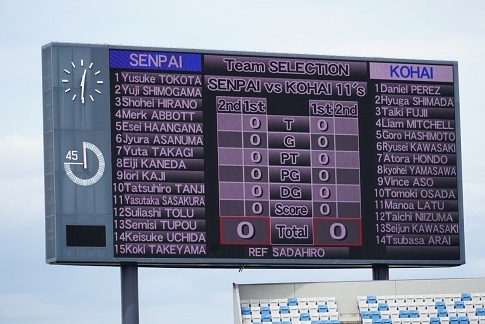 SENPAI
Team SELECTION
KOHAI
SENPAI vs KOHAI 11's
1 Yusuke TOKOTA
2 Yuji SHIMOGAMA
3 Shohei HIRANO
4 Merk ABBOTT
5 Esei HAANGANA
6 Jyura ASANUMA
7 Yuta TAKAGI
8 Eiji KANEDA
9 Iori KAJI
10 Tatsuhiro TANJI
11 Yasutaka SASAKURA
12 Suliashi TOLU
13 Semisi TUPOU
14 Keisuke UCHIDA
15 Koki TAKEYAMA
2nd 1st 1st 2nd
0 T 0
0 G 0
0 PT 0
0 PG 0
0 DG 0
0 Score 0
0 Total 0
REF SADAHIRO
1 Daniel PEREZ
2 Hyuga SHIMADA
3 Taiki FUJII
4 Liam MITCHELL
5 Goro HASHIMOTO
6 Ryusei KAWASAKI
7 Atora HONDO
8 kyohei YAMASAWA
9 Vince ASO
10 Tomoki OSADA
11 Manoa LATU
12 Taichi NIIZUMA
13 Seijun KAWASAKI
14 Tsubasa ARAI
45